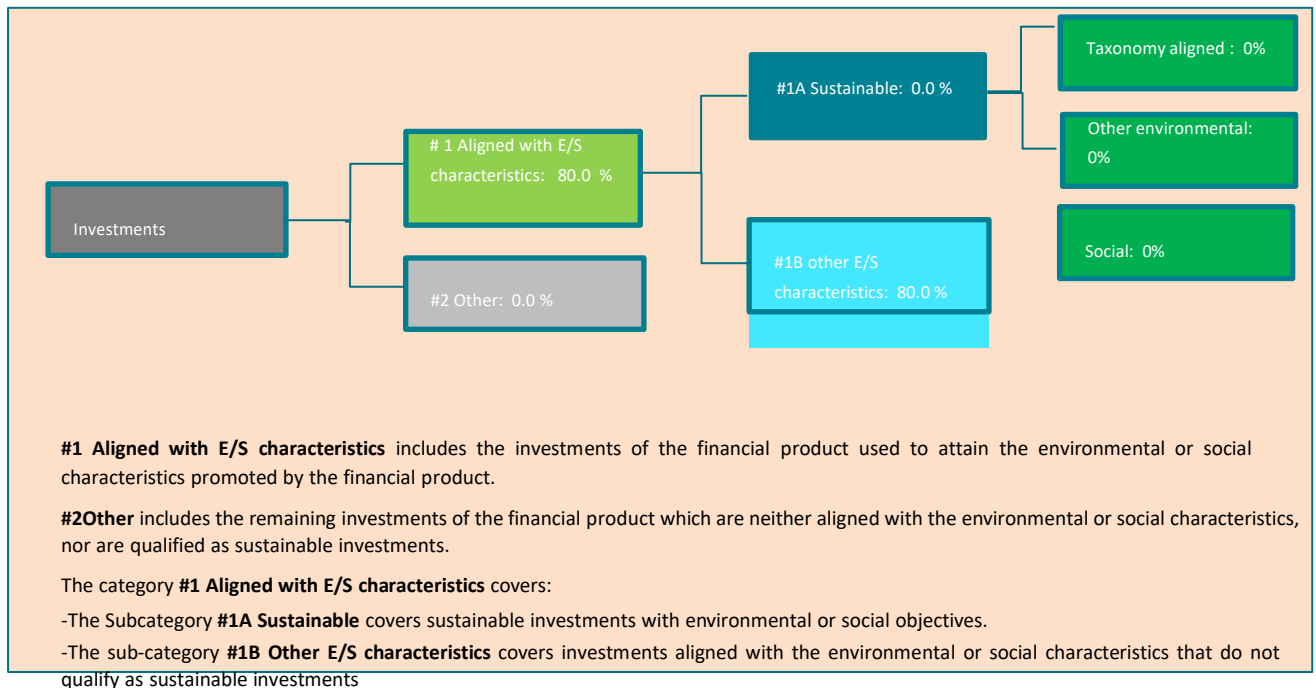 Taxonomy aligned : 0%
#1A Sustainable: 0.0 %
Other environmental:
0%
# 1 Aligned with E/S
characteristics: 80.0 %
Investments
Social: 0%
#1B other E/S
characteristics: 80.0 %
#2 Other: 0.0 %
#1 Aligned with E/S characteristics includes the investments of the financial product used to attain the environmental or social
characteristics promoted by the financial product.
#2Other includes the remaining investments of the financial product which are neither aligned with the environmental or social characteristics,
nor are qualified as sustainable investments.
The category #1 Aligned with E/S characteristics covers:
-The Subcategory #1A Sustainable covers sustainable investments with environmental or social objectives.
-The sub-category #1B Other E/S characteristics covers investments aligned with the environmental or social characteristics that do not
qualify as sustainable investments